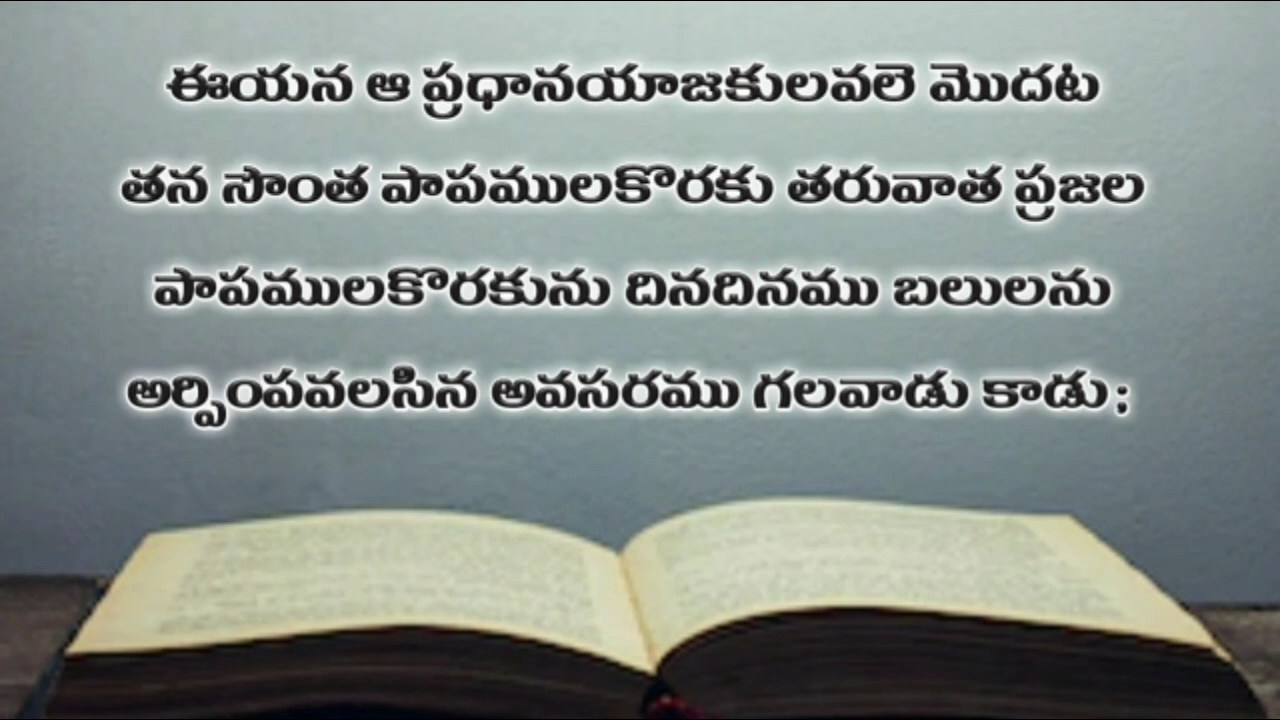 ఈయన ఆ ప్రధానయాజకులవలె మొదట
తన సొంత పాపములకొరకు తరువాత ప్రజల
పాపములకొరకును దినదినము బలులను
అర్పింపవలసిన అవసరము గలవాడు కాడు;